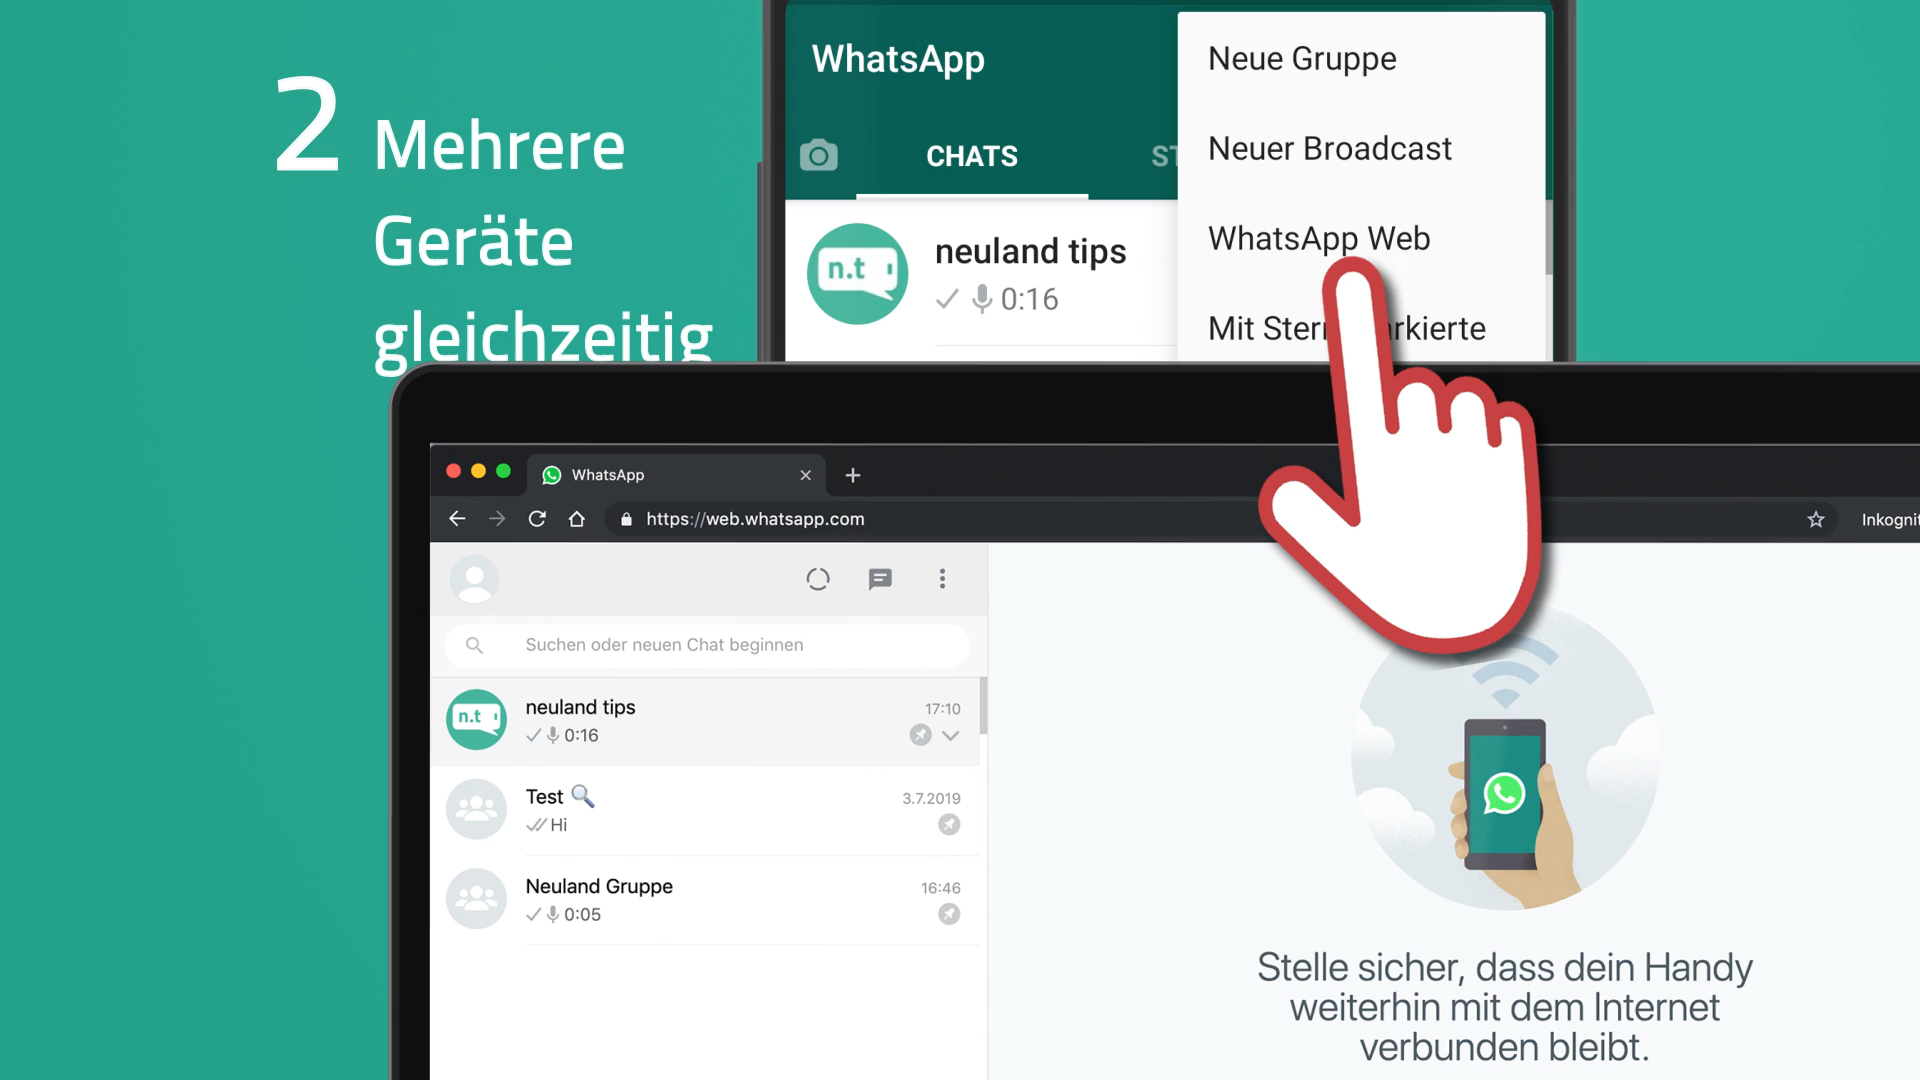 2 Mehrere
Geräte
gleichzeitig
WhatsApp
CHATS
ST
n.t
neuland tips
0:16
Neue Gruppe
Neuer Broadcast
WhatsApp Web
WhatsApp
https://web.whatsapp.com
Suchen oder neuen Chat beginnen
n.t
neuland tips
17:10
0:16
Test
3.7.2019
Hi
Neuland Gruppe
16:46
0:05
Stelle sicher, dass dein Handy
weiterhin mit dem Internet
verbunden bleibt.